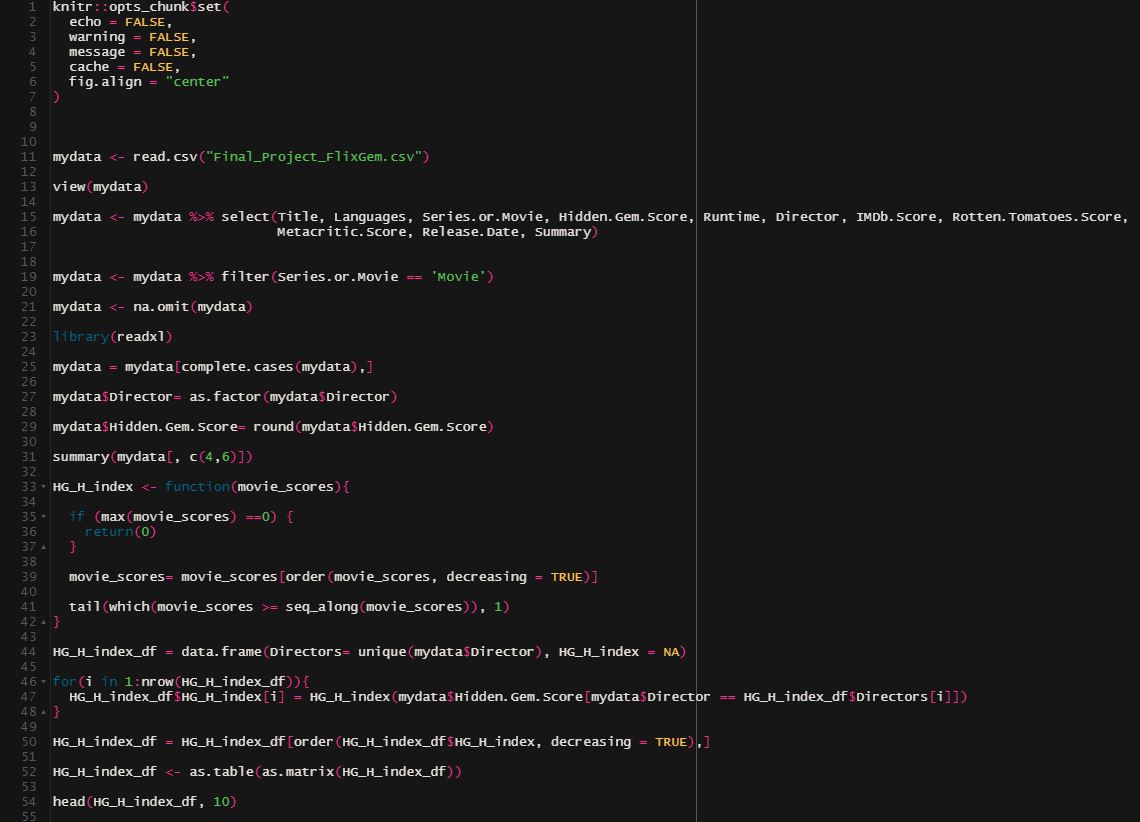 1 knitr::opts_chunk$set(
2   echo = FALSE,
3   warning = FALSE,
4   message = FALSE,
5   cache = FALSE,
6   fig.align = "center"
7 )
8
9
10
11 mydata <- read.csv("Final_Project_FlixGem.csv")
12
13 view(mydata)
14
15 mydata <- mydata %>% select(Title, Languages, Series.or.Movie, Hidden.Gem.Score, Runtime, Director, IMDb.Score, Rotten.Tomatoes.Score,
16                             Metacritic.Score, Release.Date, Summary)
17
18
19 mydata <- mydata %>% filter(Series.or.Movie == 'Movie')
20
21 mydata <- na.omit(mydata)
22
23 library(readxl)
24
25 mydata = mydata[complete.cases(mydata),]
26
27 mydata$Director= as.factor(mydata$Director)
28
29 mydata$Hidden.Gem.Score= round(mydata$Hidden.Gem.Score)
30
31 summary(mydata[, c(4,6)])
32
33 HG_H_index <- function(movie_scores){
34
35   if (max(movie_scores) ==0) {
36     return(0)
37   }
38
39   movie_scores= movie_scores[order(movie_scores, decreasing = TRUE)]
40
41   tail(which(movie_scores >= seq_along(movie_scores)), 1)
42 }
43
44 HG_H_index_df = data.frame(Directors= unique(mydata$Director), HG_H_index = NA)
45
46 for(i in 1:nrow(HG_H_index_df)){
47   HG_H_index_df$HG_H_index[i] = HG_H_index(mydata$Hidden.Gem.Score[mydata$Director == HG_H_index_df$Directors[i]])
48 }
49
50 HG_H_index_df = HG_H_index_df[order(HG_H_index_df$HG_H_index, decreasing = TRUE),]
51
52 HG_H_index_df <- as.table(as.matrix(HG_H_index_df))
53
54 head(HG_H_index_df, 10)
55